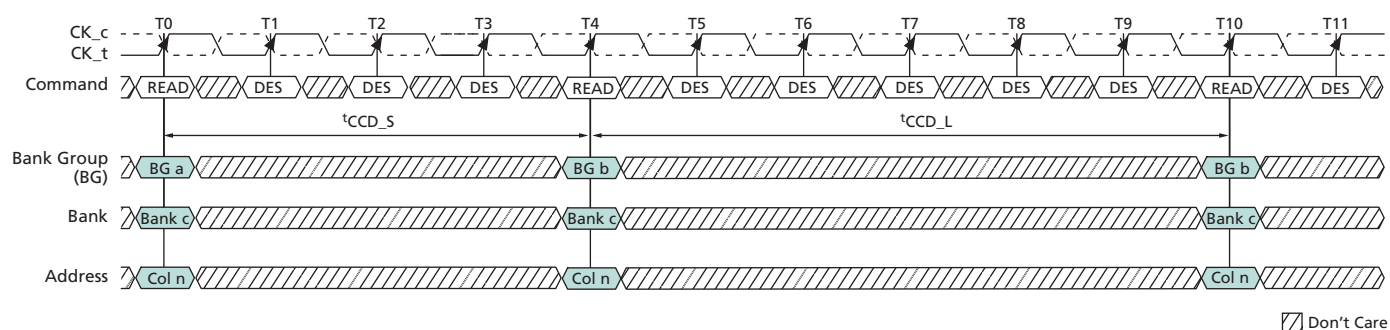 T0 T1 T2 T3 T4 T5 T6 T7 T8 T9 T10 T11
CK_c
CK_t
Command READ DES DES DES READ DES DES DES DES DES READ DES
tCCD_S tCCD_L
Bank Group
(BG) BG a BG b BG b
Bank Bank c Bank c Bank c
Address Col n Col n Col n
Don't Care